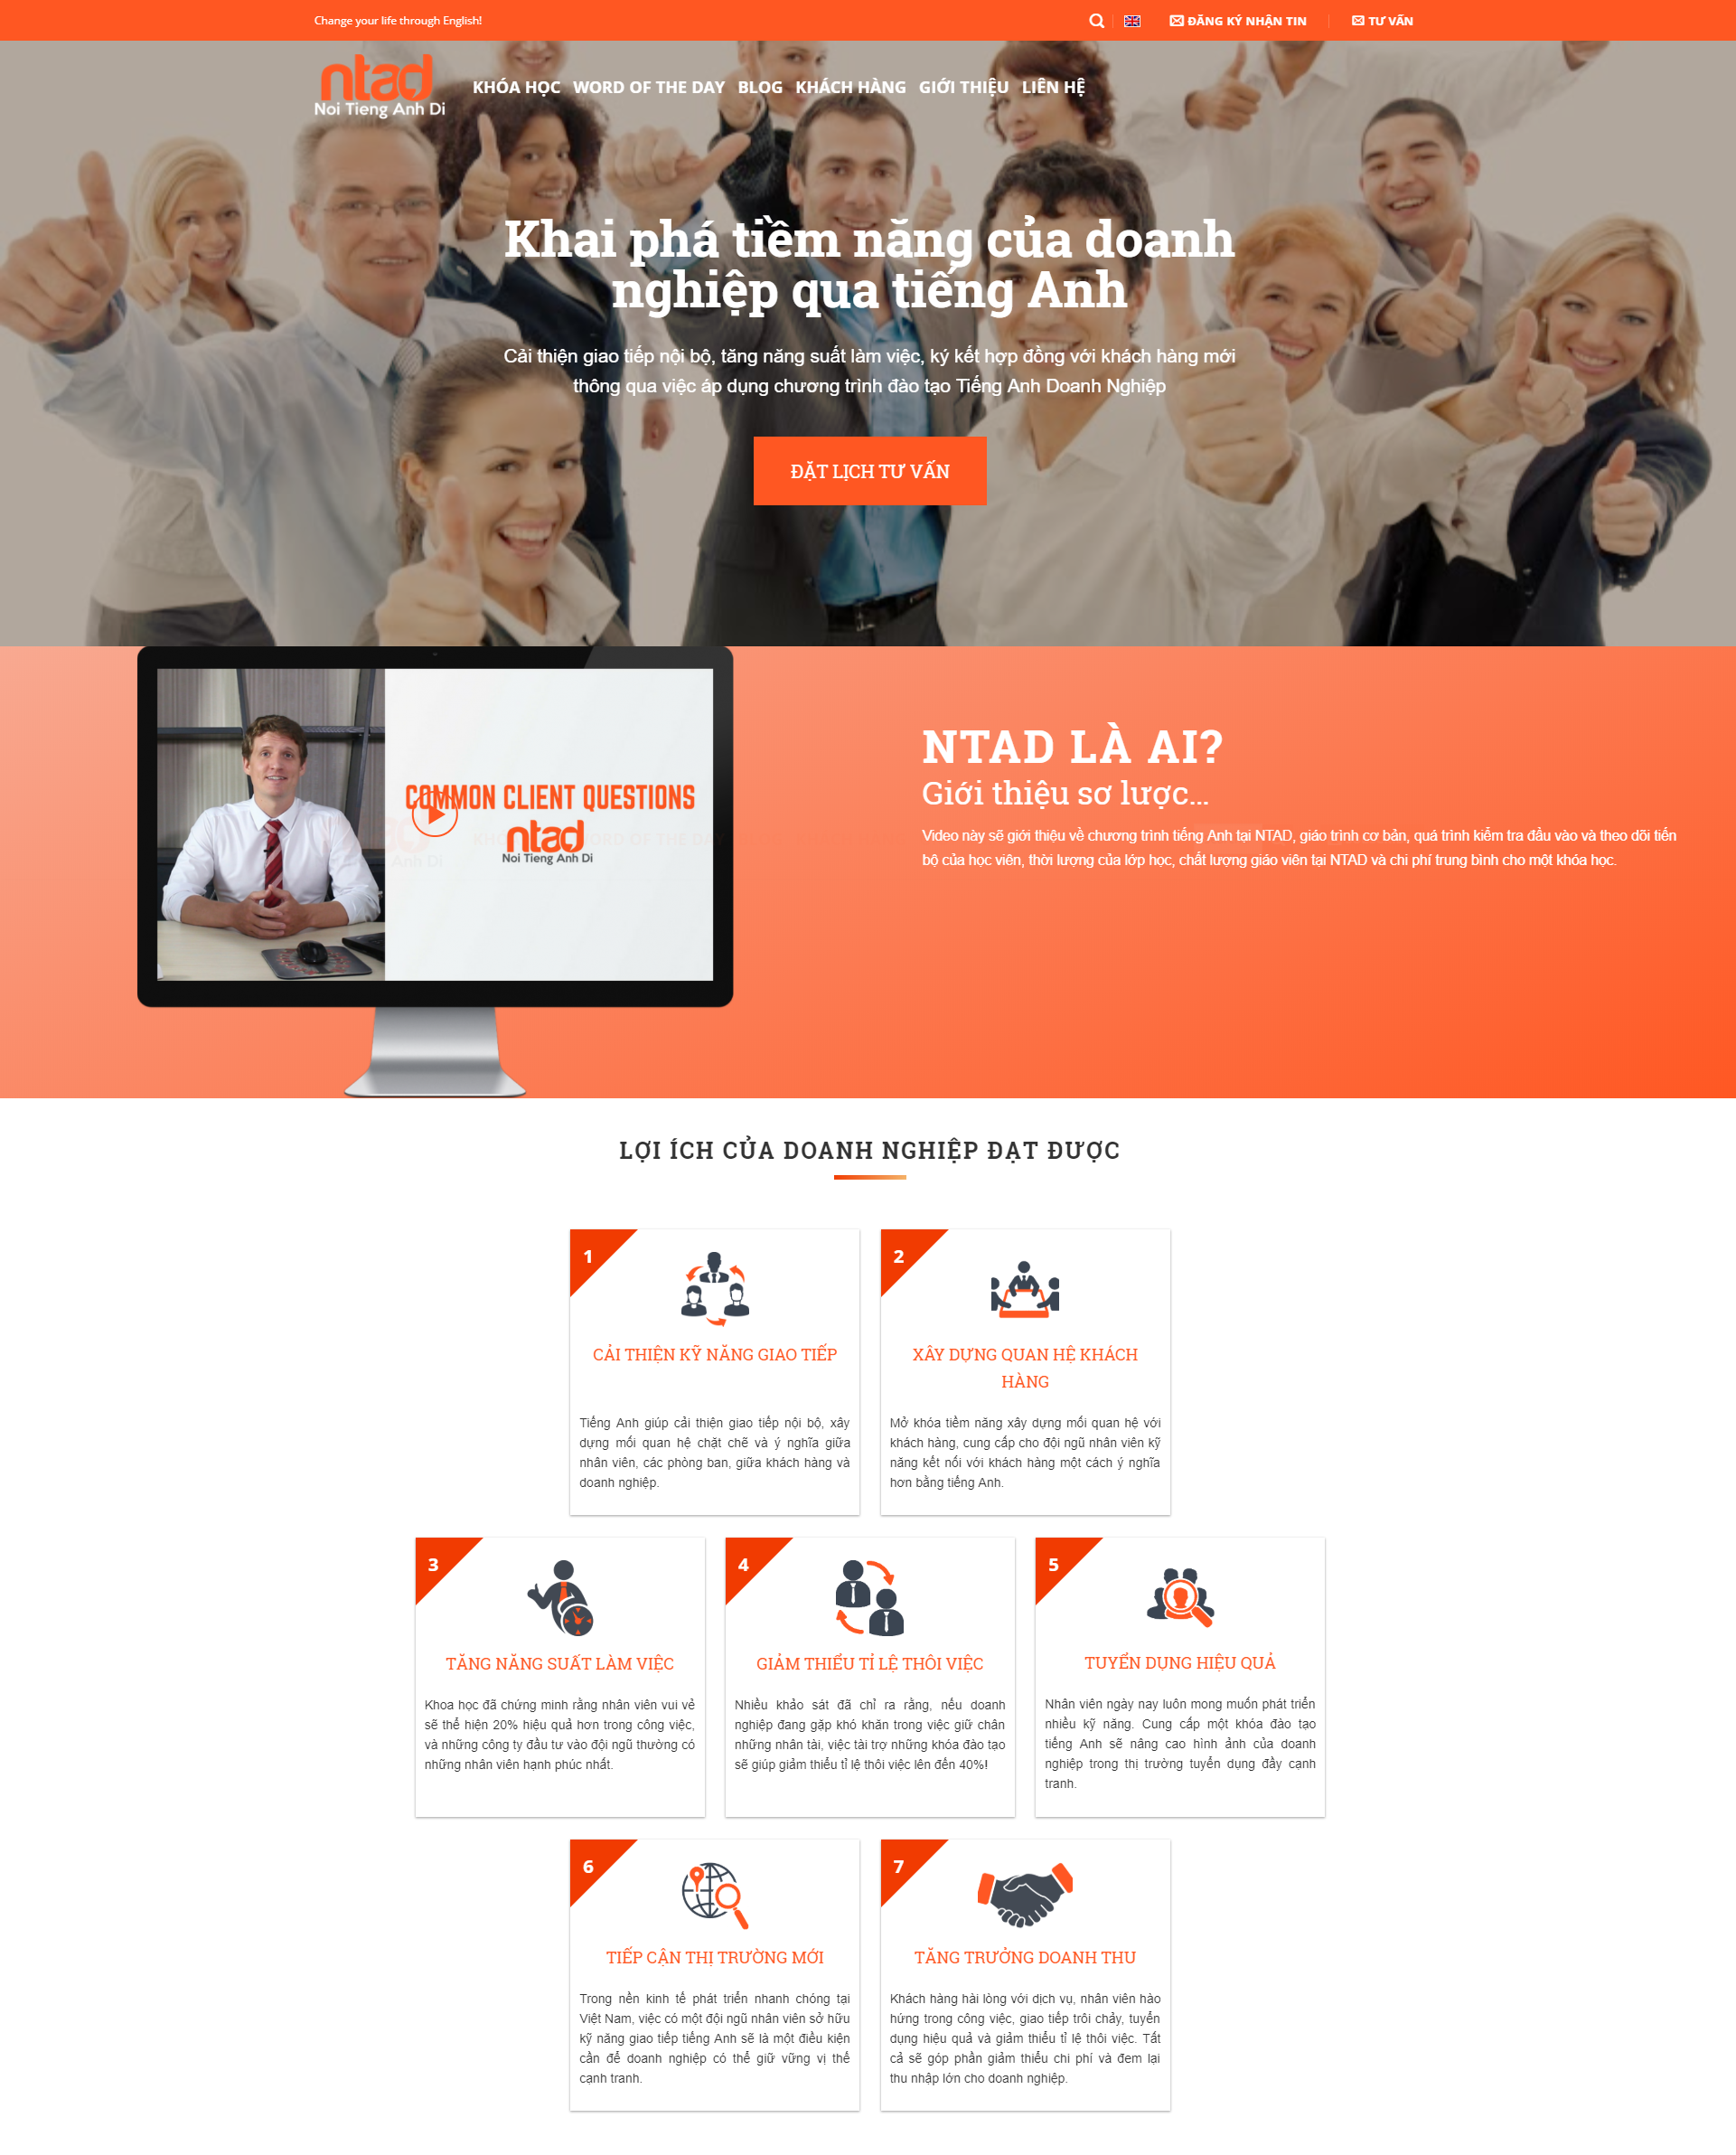 Change your life through English!
ĐĂNG KÝ NHẬN TIN
TƯ VẤN
ntad
Noi Tieng Anh Di
KHÓA HỌC WORD OF THE DAY BLOG KHÁCH HÀNG GIỚI THIỆU LIÊN HỆ
Khai phá tiềm năng của doanh
nghiệp qua tiếng Anh
Cải thiện giao tiếp nội bộ, tăng năng suất làm việc, ký kết hợp đồng với khách hàng mới
thông qua việc áp dụng chương trình đào tạo Tiếng Anh Doanh Nghiệp
ĐẶT LỊCH TƯ VẤN
COMMON CLIENT QUESTIONS
ntad
Noi Tieng Anh Di
NTAD LÀ AI?
Giới thiệu sơ lược...
Video này sẽ giới thiệu về chương trình tiếng Anh tại NTAD, giáo trình cơ bản, quá trình kiểm tra đầu vào và theo dõi tiến
bộ của học viên, thời lượng của lớp học, chất lượng giáo viên tại NTAD và chi phí trung bình cho một khóa học.
LỢI ÍCH CỦA DOANH NGHIỆP ĐẠT ĐƯỢC
1
CẢI THIỆN KỸ NĂNG GIAO TIẾP
Tiếng Anh giúp cải thiện giao tiếp nội bộ, xây
dựng mối quan hệ chặt chẽ và ý nghĩa giữa
nhân viên, các phòng ban, giữa khách hàng và
doanh nghiệp.
2
XÂY DỰNG QUAN HỆ KHÁCH
HÀNG
Mở khóa tiềm năng xây dựng mối quan hệ với
khách hàng, cung cấp cho đội ngũ nhân viên kỹ
năng kết nối với khách hàng một cách ý nghĩa
hơn bằng tiếng Anh.
3
TĂNG NĂNG SUẤT LÀM VIỆC
Khoa học đã chứng minh rằng nhân viên vui vẻ
sẽ thể hiện 20% hiệu quả hơn trong công việc,
và những công ty đầu tư vào đội ngũ thường có
những nhân viên hạnh phúc nhất.
4
GIẢM THIỂU TỈ LỆ THÔI VIỆC
Nhiều khảo sát đã chỉ ra rằng, nếu doanh
nghiệp đang gặp khó khăn trong việc giữ chân
những nhân tài, việc tài trợ những khóa đào tạo
sẽ giúp giảm thiểu tỉ lệ thôi việc lên đến 40%!
5
TUYỂN DỤNG HIỆU QUẢ
Nhân viên ngày nay luôn mong muốn phát triển
nhiều kỹ năng. Cung cấp một khóa đào tạo
tiếng Anh sẽ nâng cao hình ảnh của doanh
nghiệp trong thị trường tuyển dụng đầy cạnh
tranh.
6
TIẾP CẬN THỊ TRƯỜNG MỚI
Trong nền kinh tế phát triển nhanh chóng tại
Việt Nam, việc có một đội ngũ nhân viên sở hữu
kỹ năng giao tiếp tiếng Anh sẽ là một điều kiện
cần để doanh nghiệp có thể giữ vững vị thế
cạnh tranh.
7
TĂNG TRƯỞNG DOANH THU
Khách hàng hài lòng với dịch vụ, nhân viên hào
hứng trong công việc, giao tiếp trôi chảy, tuyển
dụng hiệu quả và giảm thiểu tỉ lệ thôi việc. Tất
cả sẽ góp phần giảm thiểu chi phí và đem lại
thu nhập lớn cho doanh nghiệp.